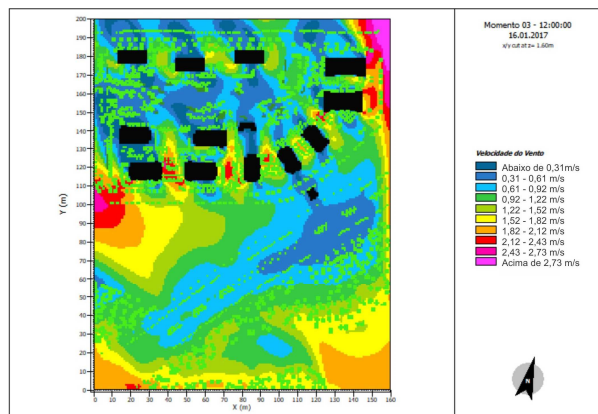 Momento 03 - 12:00:00
16.01.2017
x/y cut at z= 1.60m
Velocidade do Vento
Abaixo de 0,31m/s
0,31 - 0,61 m/s
0,61 - 0,92 m/s
0,92 - 1,22 m/s
1,22 - 1,52 m/s
1,52 - 1,82 m/s
1,82 - 2,12 m/s
2,12 - 2,43 m/s
2,43 - 2,73 m/s
Acima de 2,73 m/s
Y (m)
200
190
180
170
160
150
140
130
120
110
100
90
80
70
60
50
40
30
20
10
0
0 10 20 30 40 50 60 70 80 90 100 110 120 130 140 150 160
X (m)
N